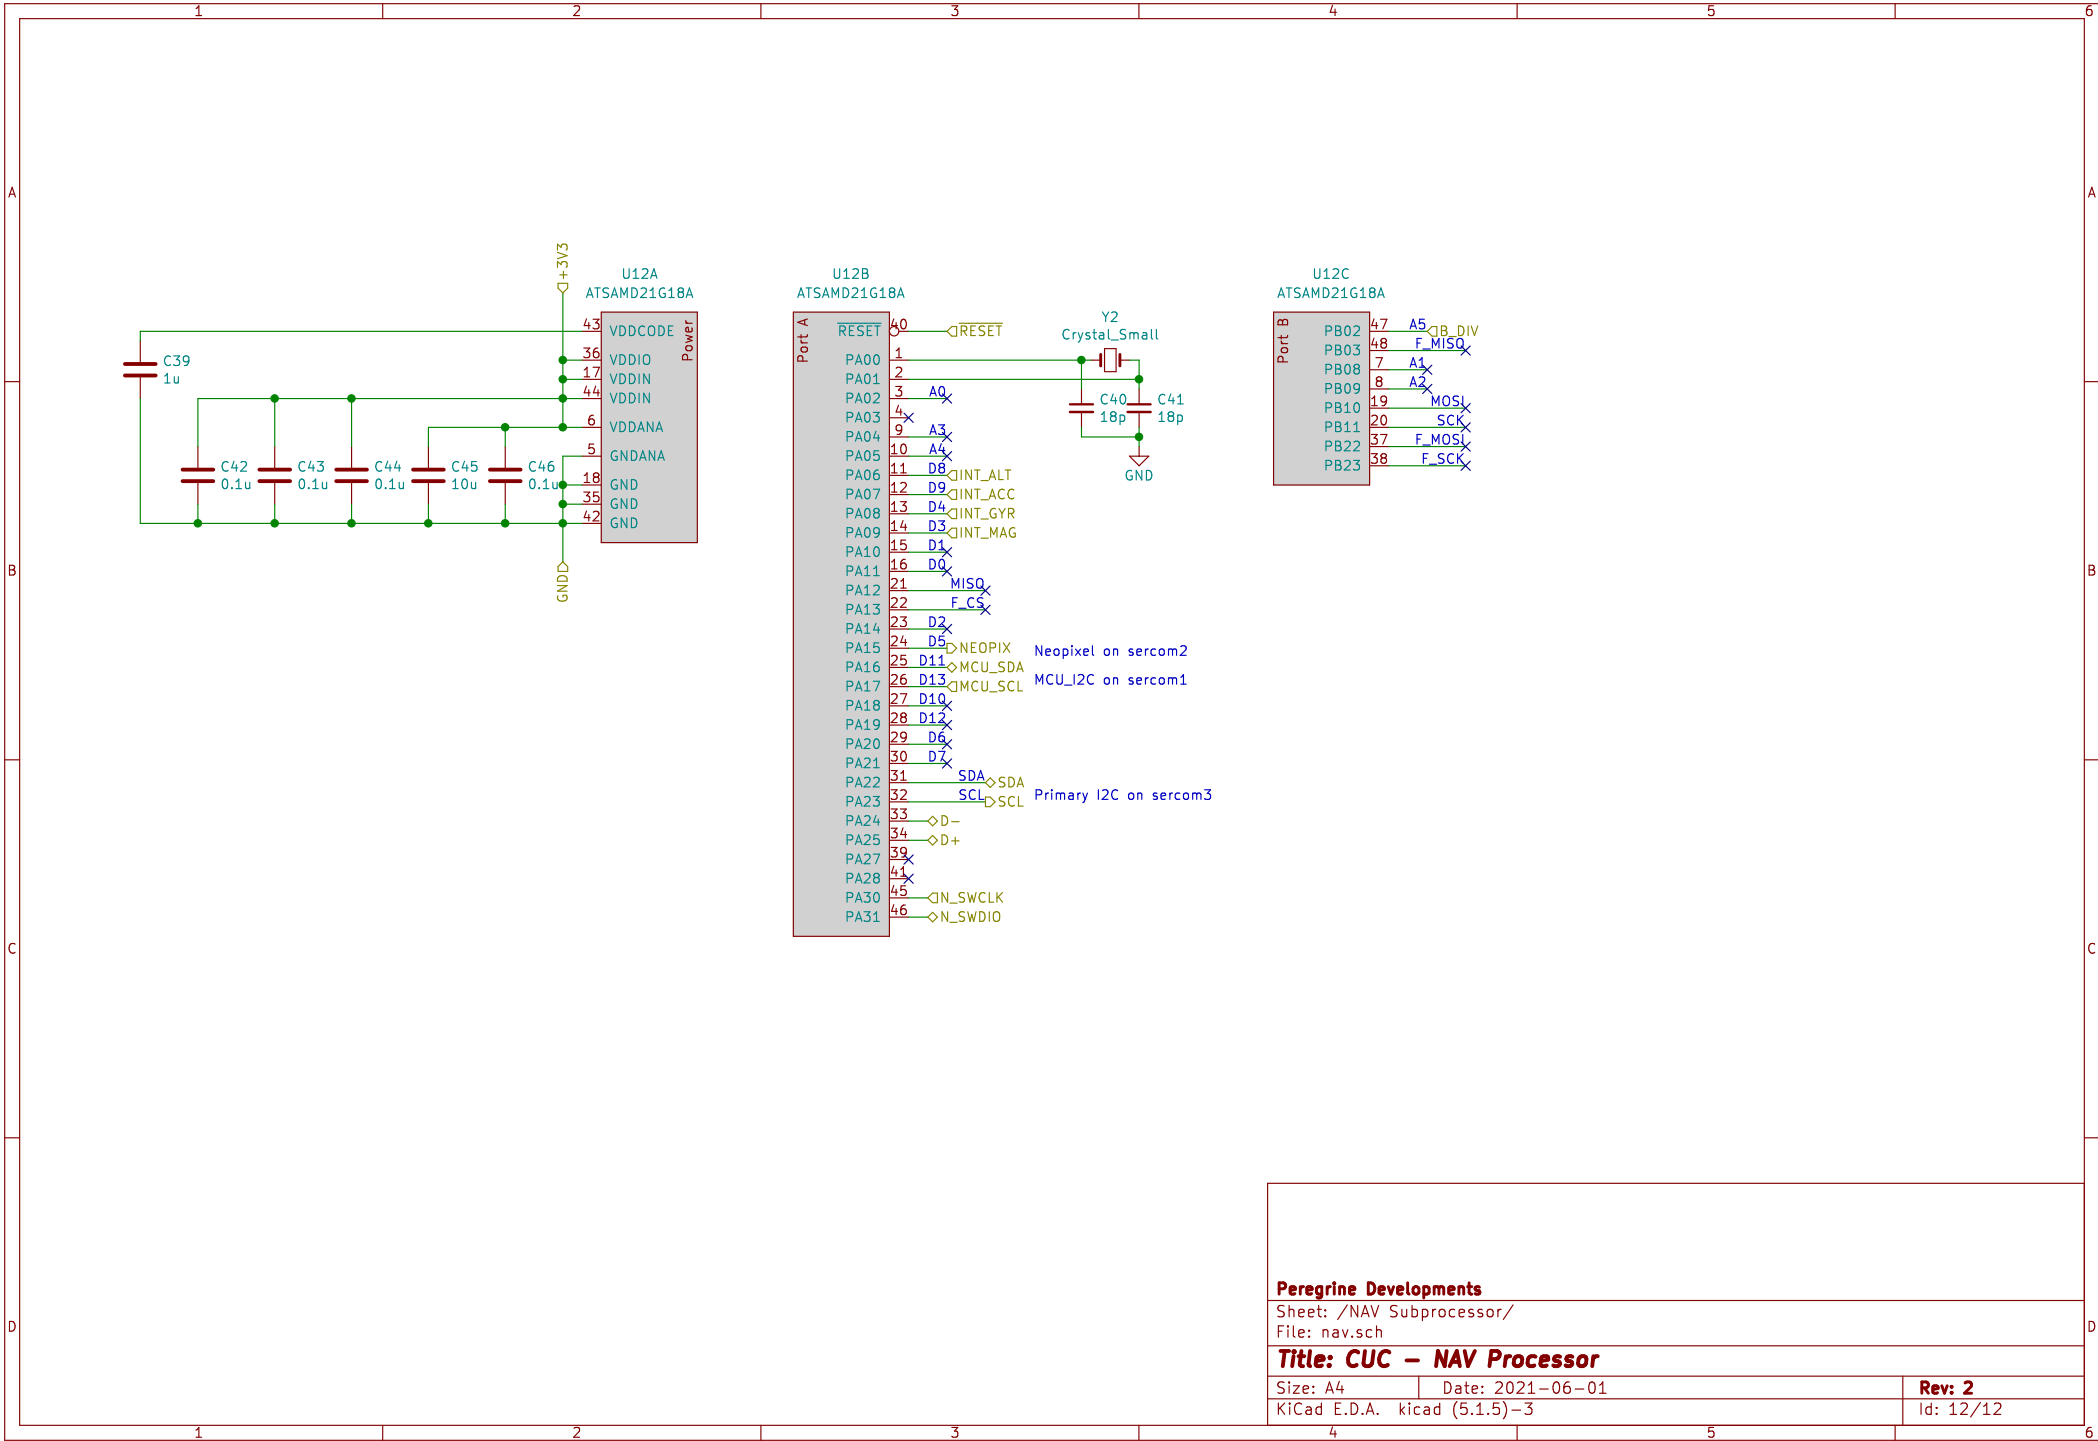 1 2 3 4 5 6
A A
B B
C C
D D
+3V3
GND
U12A
ATSAMD21G18A
Power
43 VDDCODE
36 VDDIO
17 VDDIN
44 VDDIN
6 VDDANA
5 GNDANA
18 GND
35 GND
42 GND
C39
1u
C42
0.1u
C43
0.1u
C44
0.1u
C45
10u
C46
0.1u
U12B
ATSAMD21G18A
Port A
RESET 40 RESET
PA00 1
PA01 2
PA02 3 A0
PA03 4
PA04 9 A3
PA05 10 A4
PA06 11 D8 INT_ALT
PA07 12 D9 INT_ACC
PA08 13 D4 INT_GYR
PA09 14 D3 INT_MAG
PA10 15 D1
PA11 16 D0
PA12 21 MISO
PA13 22 F_CS
PA14 23 D2
PA15 24 D5 NEOPIX
PA16 25 D11 MCU_SDA
PA17 26 D13 MCU_SCL
PA18 27 D10
PA19 28 D12
PA20 29 D6
PA21 30 D7
PA22 31 SDA SDA
PA23 32 SCL SCL
PA24 33 D-
PA25 34 D+
PA27 39
PA28 41
PA30 45 N_SWCLK
PA31 46 N_SWDIO
Neopixel on sercom2
MCU_I2C on sercom1
Primary I2C on sercom3
Y2
Crystal_Small
C40
18p
C41
18p
GND
U12C
ATSAMD21G18A
Port B
PB02 47 A5 B_DIV
PB03 48 F_MISO
PB08 7 A1
PB09 8 A2
PB10 19 MOSI
PB11 20 SCK
PB22 37 F_MOSI
PB23 38 F_SCK
Peregrine Developments
Sheet: /NAV Subprocessor/
File: nav.sch
Title: CUC - NAV Processor
Size: A4 Date: 2021-06-01 Rev: 2
KiCad E.D.A. kicad (5.1.5)-3 Id: 12/12
1 2 3 4 5 6